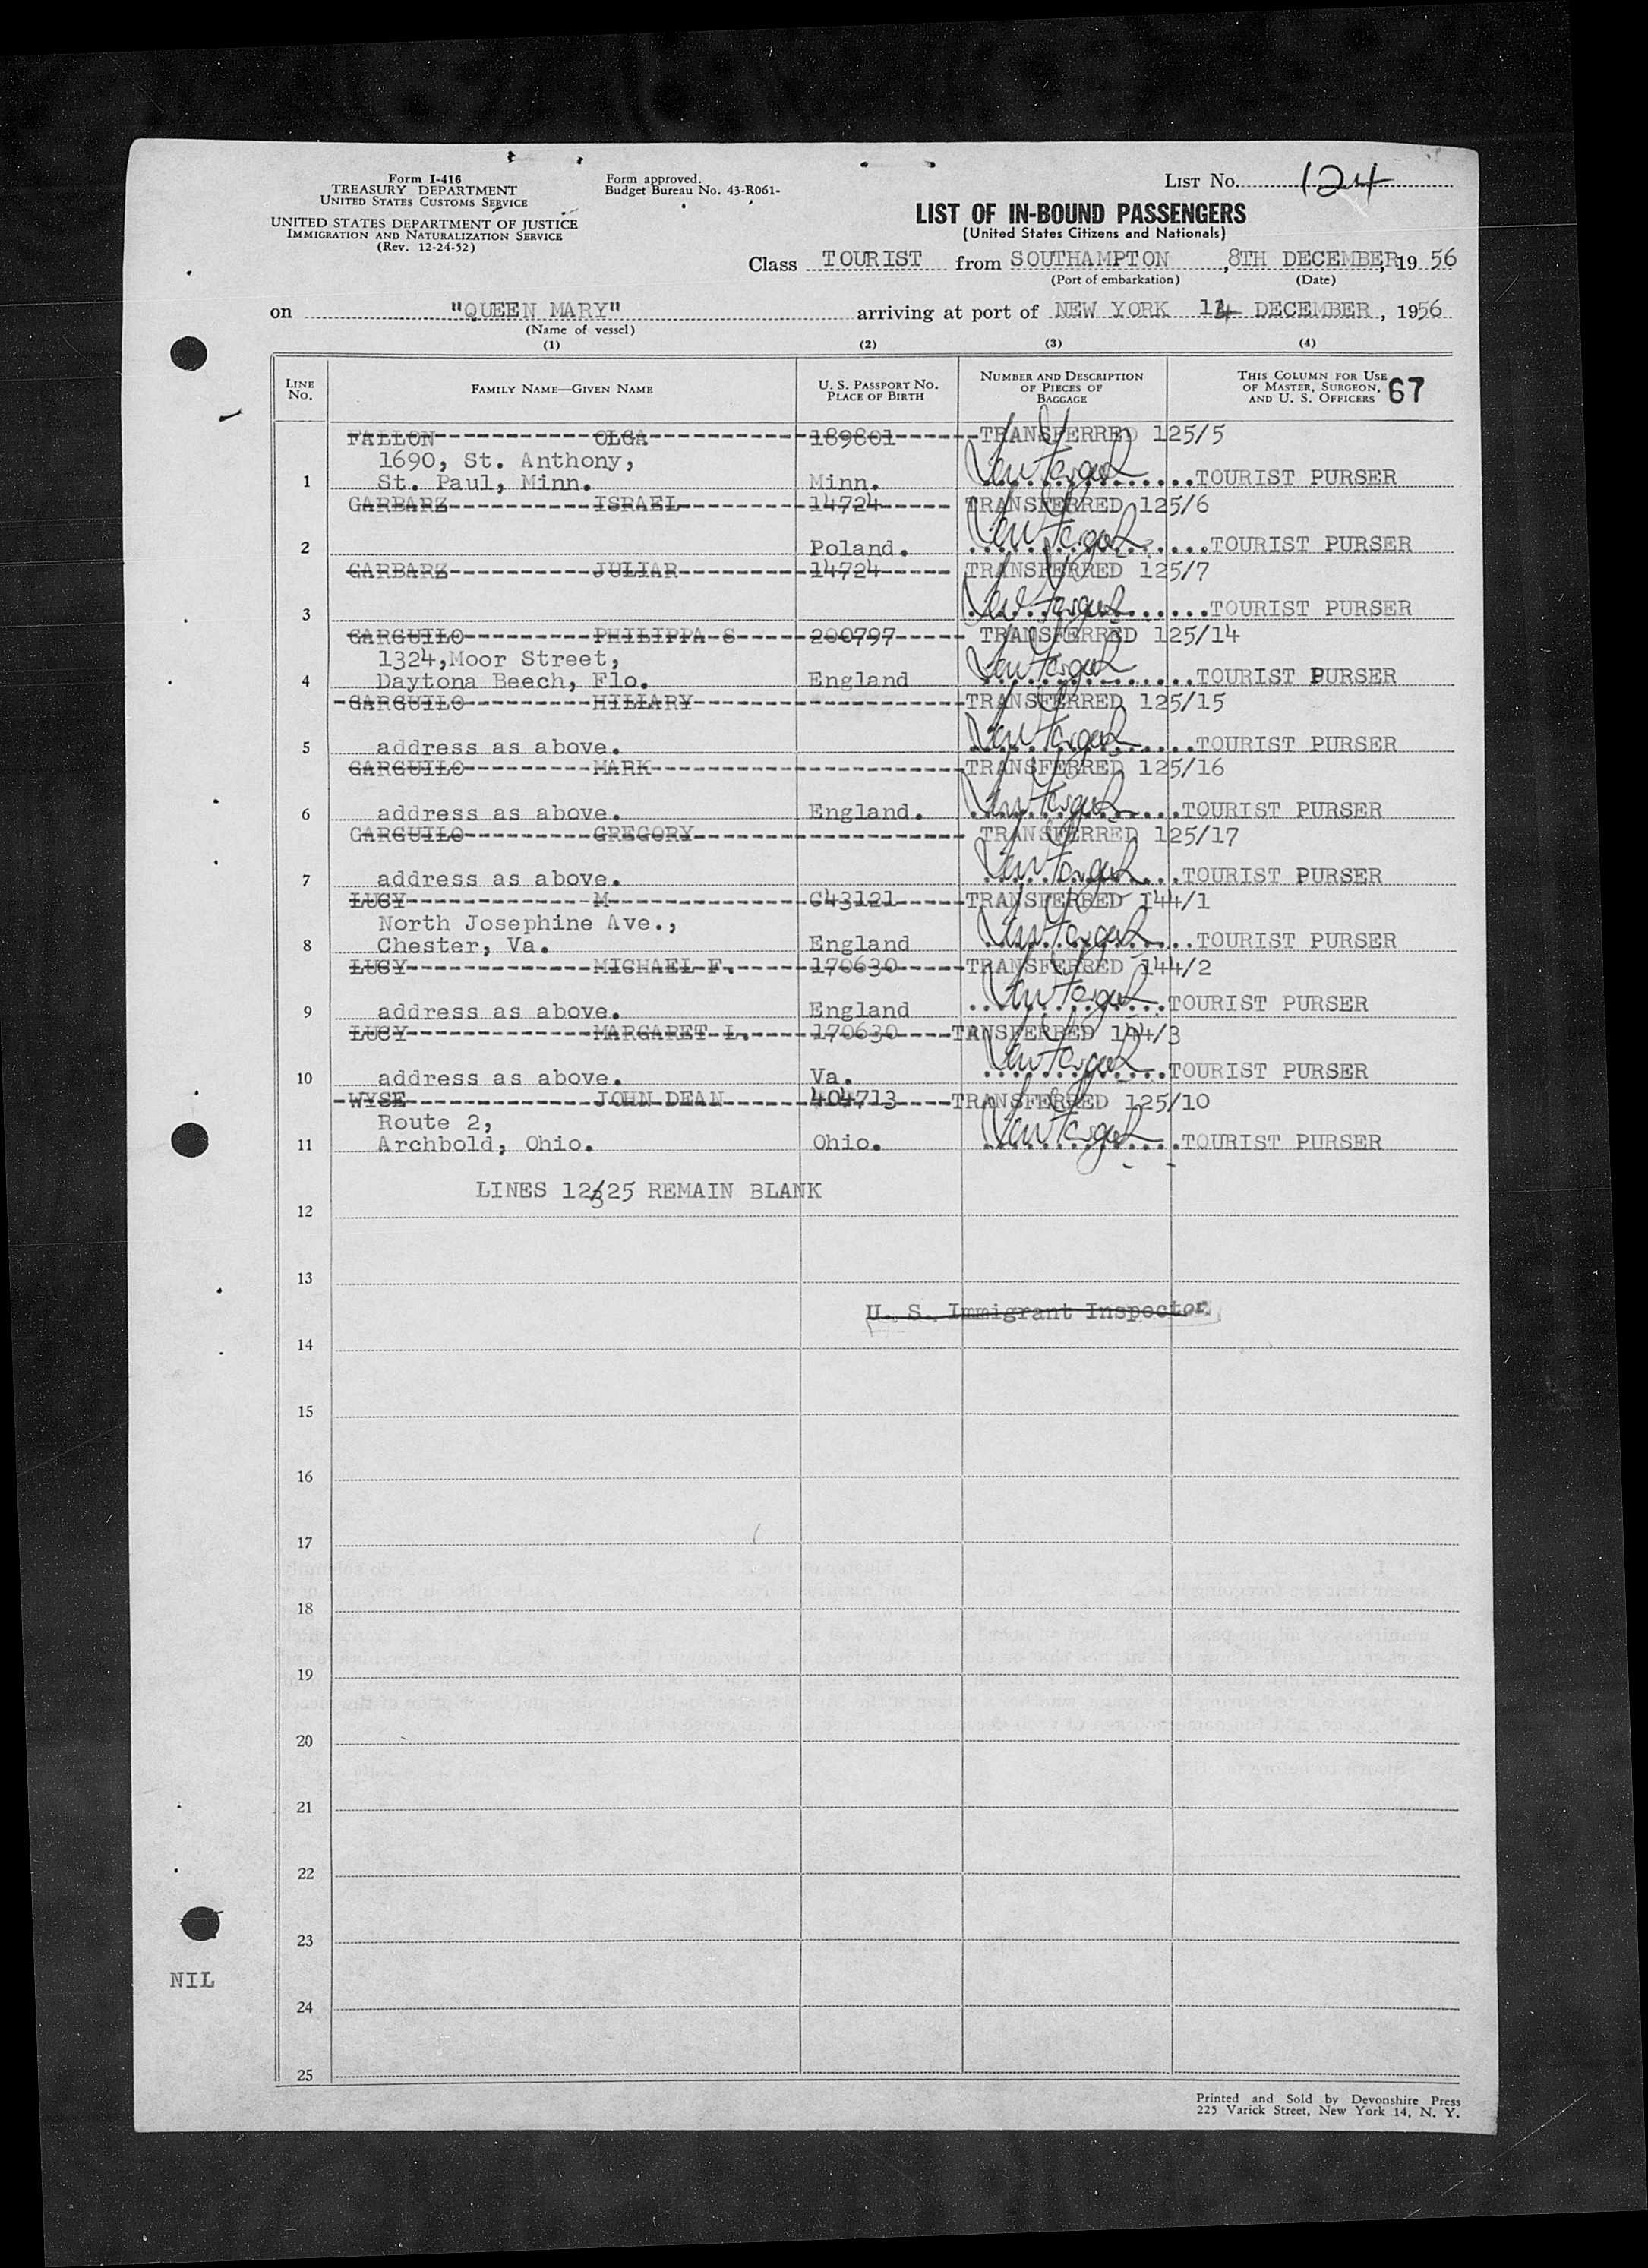 Form I-416
TREASURY DEPARTMENT
UNITED STATES CUSTOMS SERVICE
UNITED STATES DEPARTMENT OF JUSTICE
IMMIGRATION AND NATURALIZATION SERVICE
(Rev. 12-24-52)
Form approved.
Budget Bureau No. 43-R061-
LIST NO. 124
LIST OF IN-BOUND PASSENGERS
(United States Citizens and Nationals)
Class TOURIST from SOUTHAMPTON, 8TH DECEMBER, 1956
(Port of embarkation) (Date)
on "QUEEN MARY" arriving at port of NEW YORK 14 DECEMBER, 1956
(Name of vessel)
(1) (2) (3) (4)
LINE NO.
FAMILY NAME—GIVEN NAME
U. S. PASSPORT NO.
PLACE OF BIRTH
NUMBER AND DESCRIPTION
OF PIECES OF
BAGGAGE
THIS COLUMN FOR USE
OF MASTER, SURGEON,
AND U. S. OFFICERS
67
FALLON OLGA 189801 TRANSFERRED 125/5
1690, St. Anthony,
1 St. Paul, Minn. Minn. TOURIST PURSER
GARBARZ ISRAEL 14724 TRANSFERRED 125/6
2 Poland. TOURIST PURSER
GARBARZ JULIAR 14724 TRANSFERRED 125/7
3 TOURIST PURSER
GARGUILO PHILIPPA S 200797 TRANSFERRED 125/14
1324,Moor Street,
4 Daytona Beech, Flo. England TOURIST PURSER
GARGUILO HILLARY TRANSFERRED 125/15
5 address as above. TOURIST PURSER
GARGUILO MARK TRANSFERRED 125/16
6 address as above. England. TOURIST PURSER
GARGUILO GREGORY TRANSFERRED 125/17
7 address as above. TOURIST PURSER
LUCY M C43121 TRANSFERRED 144/1
North Josephine Ave.,
8 Chester, Va. England TOURIST PURSER
LUCY MICHAEL F. 170630 TRANSFERRED 144/2
9 address as above. England TOURIST PURSER
LUCY MARGARET L. 170630 TANSFERRED 144/3
10 address as above. Va. TOURIST PURSER
WYSE JOHN DEAN 404713 TRANSFERRED 125/10
Route 2,
11 Archbold, Ohio. Ohio. TOURIST PURSER
LINES 12/25 REMAIN BLANK
12
13
U. S. Immigrant Inspector
14
15
16
17
18
19
20
21
22
23
NIL
24
25
Printed and Sold by Devonshire Press
225 Varick Street, New York 14, N. Y.